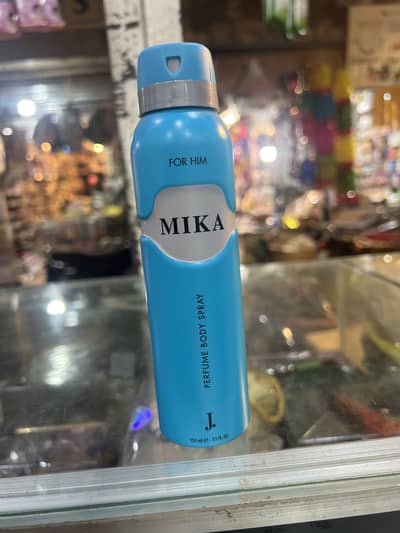 FOR HIM
MIKA
PERFUME BODY SPRAY
J.